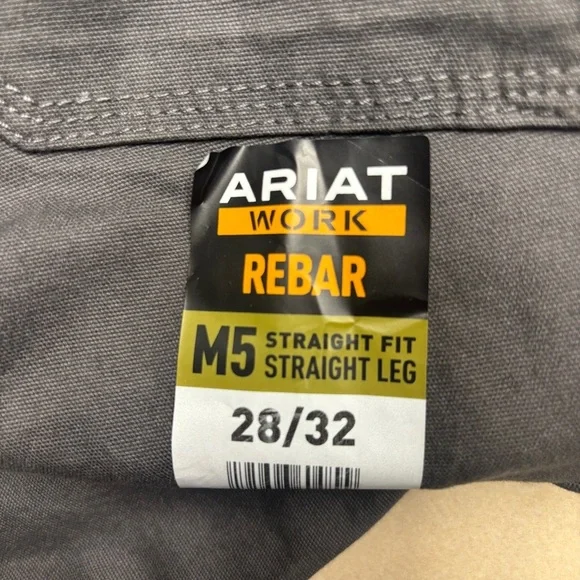 ARIAT
WORK
REBAR
M5 STRAIGHT FIT
STRAIGHT LEG
28/32